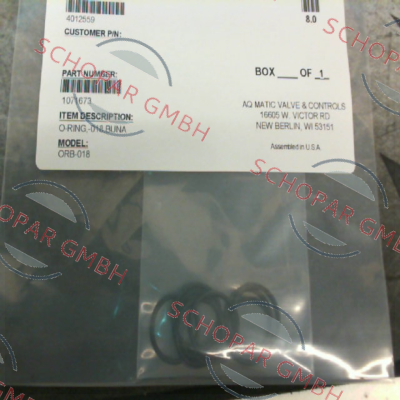 4012559
8.0
CUSTOMER P/N:
PART NUMBER:
1071673
BOX ___ OF 1
ITEM DESCRIPTION:
O-RING,-018,BUNA
MODEL:
ORB-018
AQ MATIC VALVE & CONTROLS
16605 W. VICTOR RD
NEW BERLIN, WI 53151
Assembled in U.S.A.
SCHOPAR GMBH
SCHOPAR GMBH
SCHOPAR GMBH
SCHOPAR GMBH